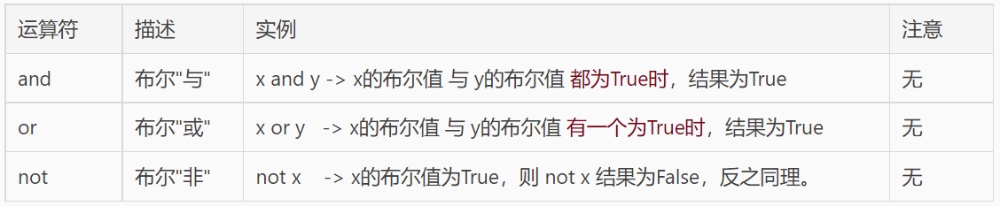 运算符 描述 实例 注意
and 布尔"与" x and y -> x的布尔值 与 y的布尔值 都为True时，结果为True 无
or 布尔"或" x or y -> x的布尔值 与 y的布尔值 有一个为True时，结果为True 无
not 布尔"非" not x -> x的布尔值为True，则 not x 结果为False，反之同理。 无